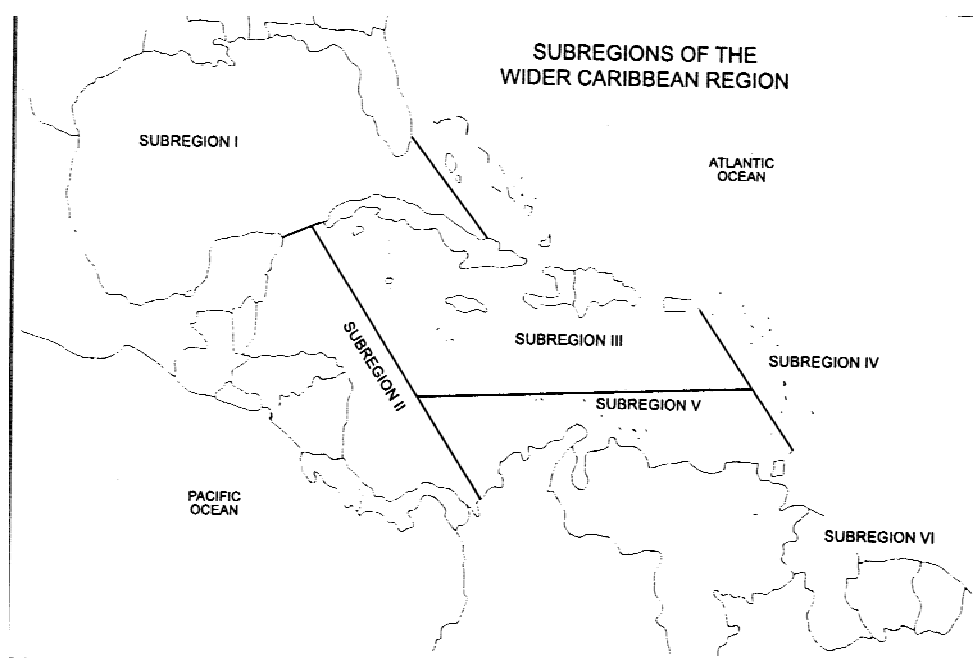 SUBREGIONS OF THE
WIDER CARIBBEAN REGION
SUBREGION I
ATLANTIC
OCEAN
SUBREGION II
SUBREGION III
SUBREGION IV
SUBREGION V
PACIFIC
OCEAN
SUBREGION VI